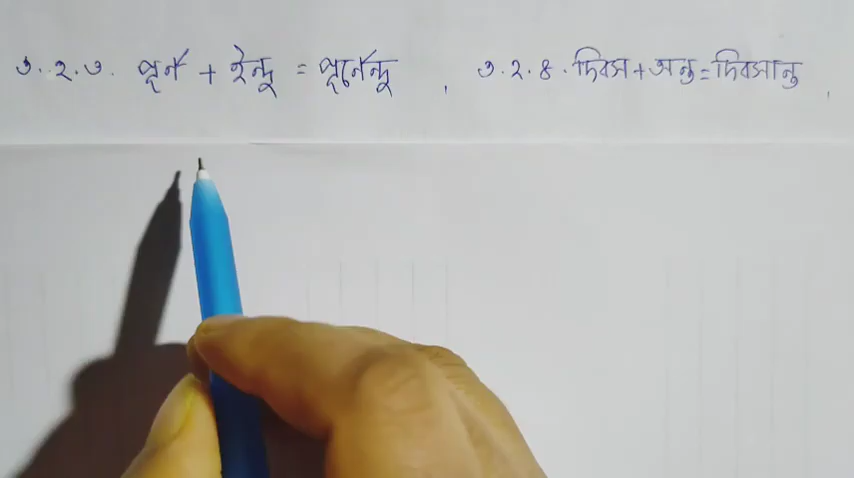 ৩.২.৩. পূর্ন + ইন্দু = পূর্নেন্দু , ৩.২.৪. দিবস + অন্ত = দিবসান্ত ,